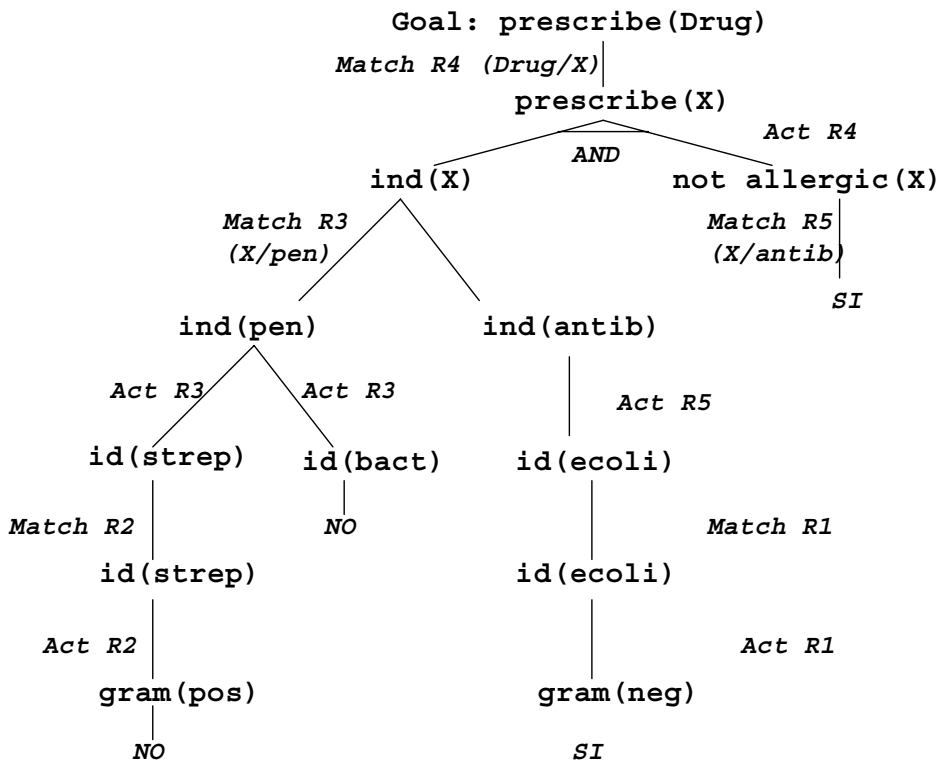 Goal: prescribe(Drug)
Match R4 (Drug/X)
prescribe(X)
Act R4
AND
ind(X)
not allergic(X)
Match R3
(X/pen)
Match R5
(X/antib)
SI
ind(pen)
ind(antib)
Act R3
Act R3
Act R5
id(strep)
id(bact)
id(ecoli)
Match R2
NO
Match R1
id(strep)
id(ecoli)
Act R2
Act R1
gram(pos)
gram(neg)
NO
SI